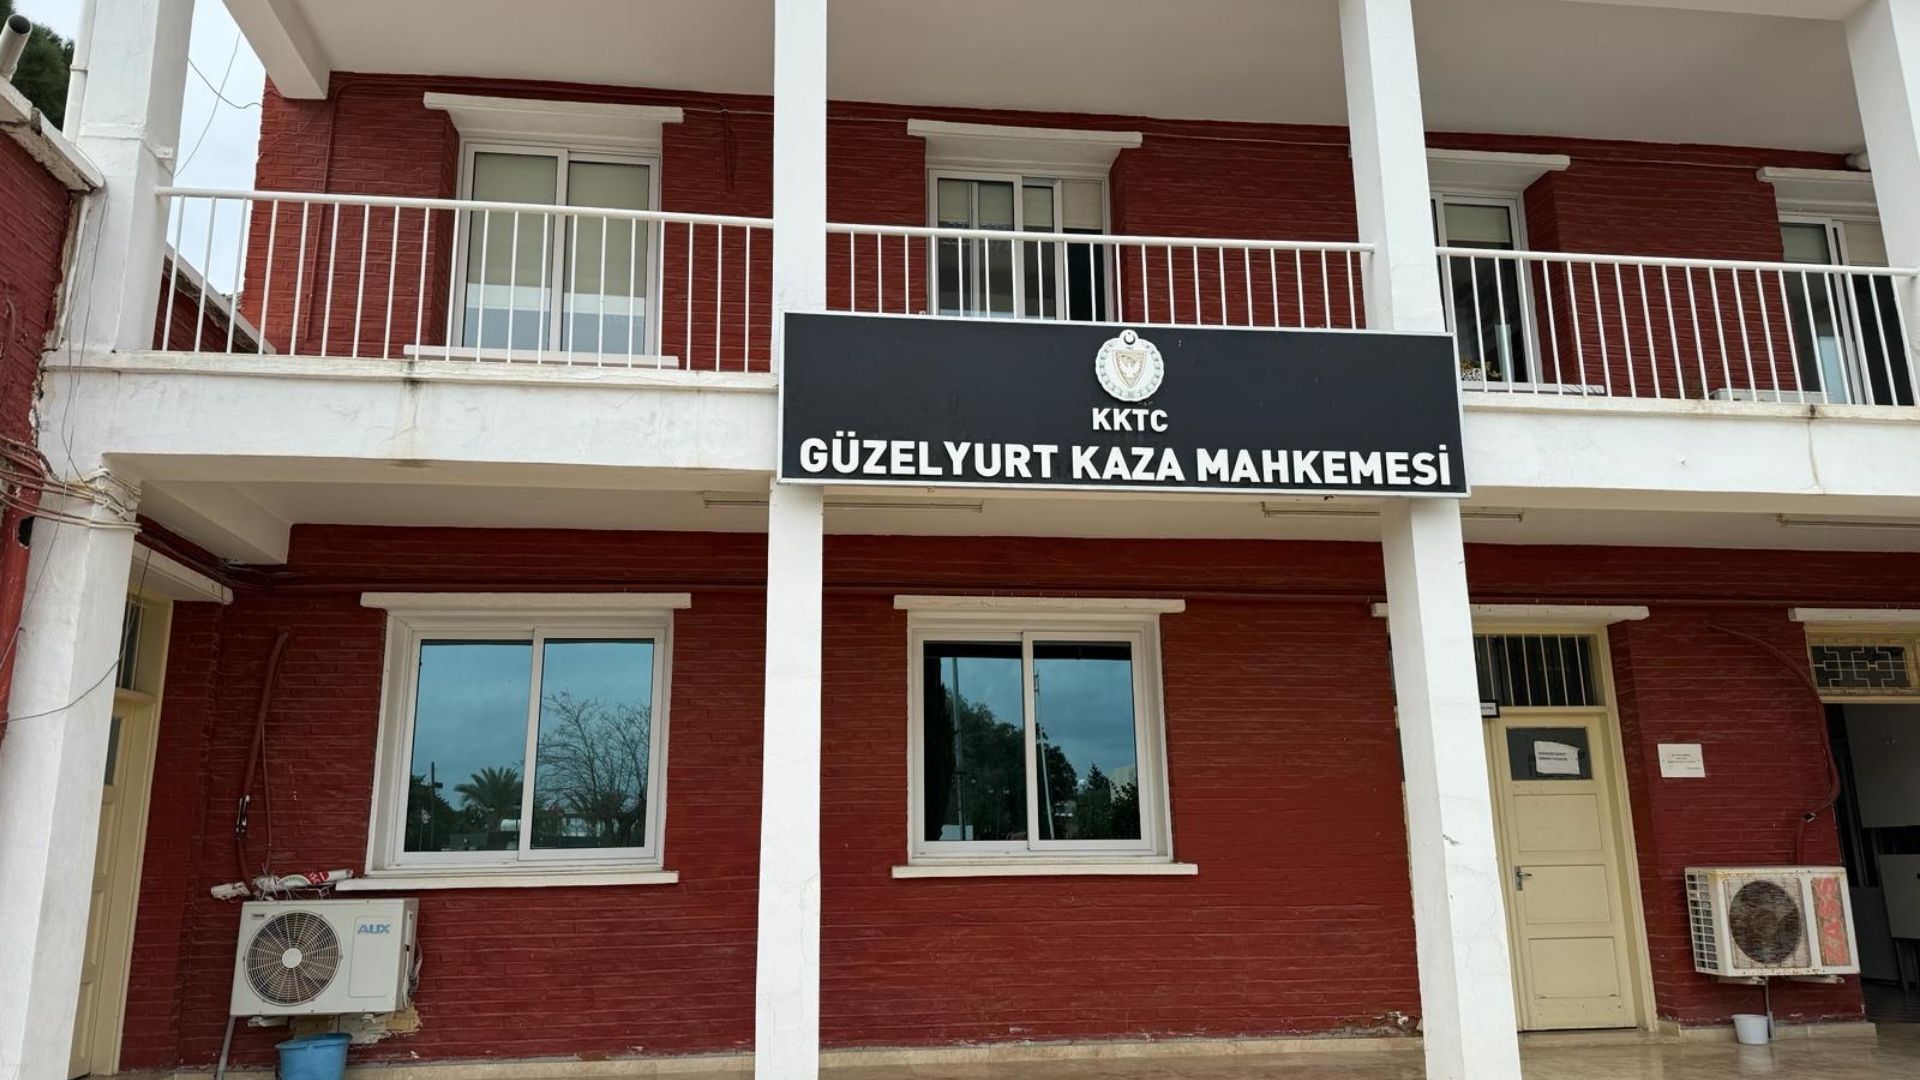 KKTC
GÜZELYURT KAZA MAHKEMESİ
AUX